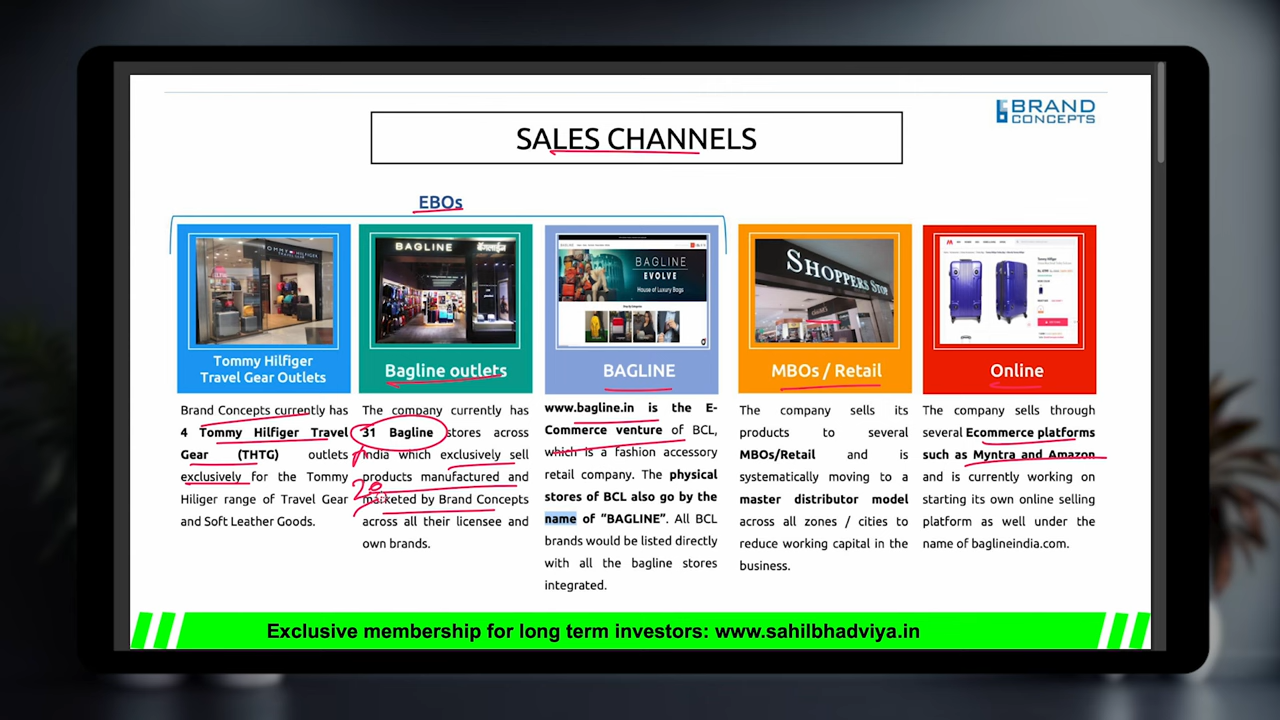 BRAND
CONCEPTS
SALES CHANNELS
EBOs
TOMMY HILFIGER
BAGLINE
BAGLINE
EVOLVE
House of Luxury Bags
SHOPPERS STOP
Tommy Hilfiger
Travel Gear Outlets
Bagline outlets
BAGLINE
MBOs / Retail
Online
Brand Concepts currently has
4 Tommy Hilfiger Travel
Gear (THTG) outlets
exclusively for the Tommy
Hiliger range of Travel Gear
and Soft Leather Goods.
The company currently has
31 Bagline stores across
India which exclusively sell
products manufactured and
marketed by Brand Concepts
across all their licensee and
own brands.
20
www.bagline.in is the E-
Commerce venture of BCL,
which is a fashion accessory
retail company. The physical
stores of BCL also go by the
name of "BAGLINE". All BCL
brands would be listed directly
with all the bagline stores
integrated.
The company sells its
products to several
MBOs/Retail and is
systematically moving to a
master distributor model
across all zones / cities to
reduce working capital in the
business.
The company sells through
several Ecommerce platforms
such as Myntra and Amazon
and is currently working on
starting its own online selling
platform as well under the
name of baglineindia.com.
Exclusive membership for long term investors: www.sahilbhadviya.in